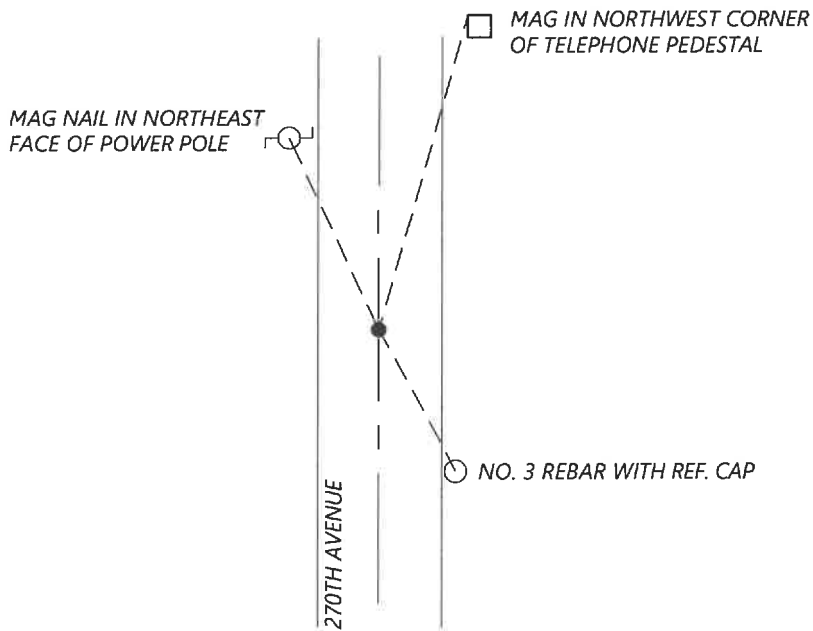 MAG IN NORTHWEST CORNER
OF TELEPHONE PEDESTAL
MAG NAIL IN NORTHEAST
FACE OF POWER POLE
NO. 3 REBAR WITH REF. CAP
270TH AVENUE